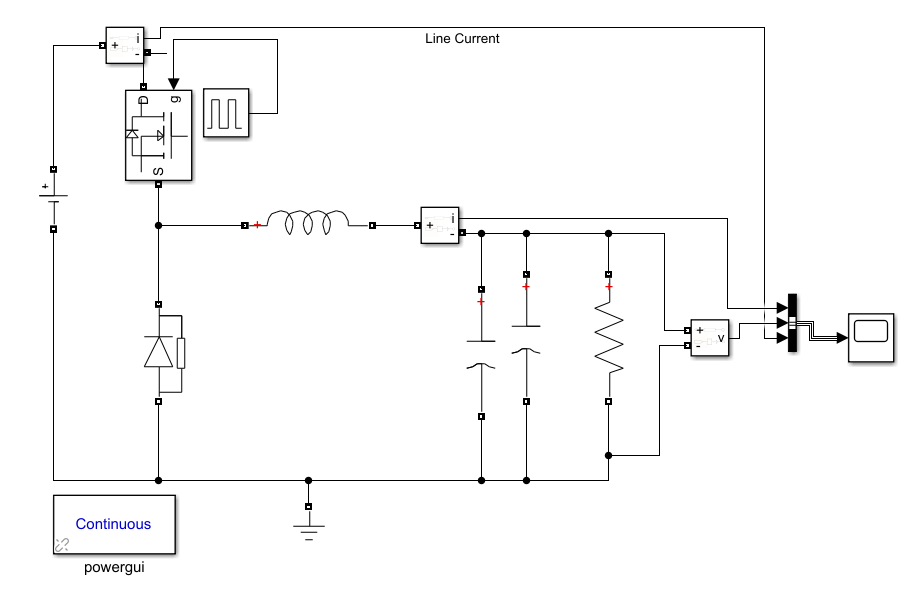 i
+
-
Line Current
D
g
S
+
+
i
+
-
+
+
+
+
-
v
Continuous
powergui